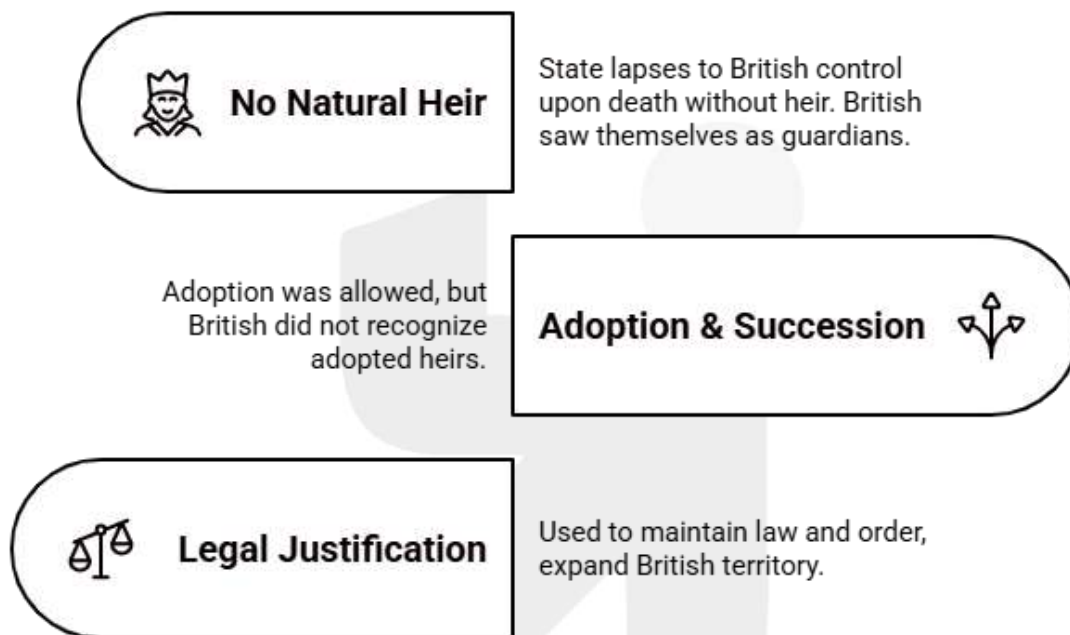 No Natural Heir
State lapses to British control
upon death without heir. British
saw themselves as guardians.
Adoption was allowed, but
British did not recognize
adopted heirs.
Adoption & Succession
Legal Justification
Used to maintain law and order,
expand British territory.